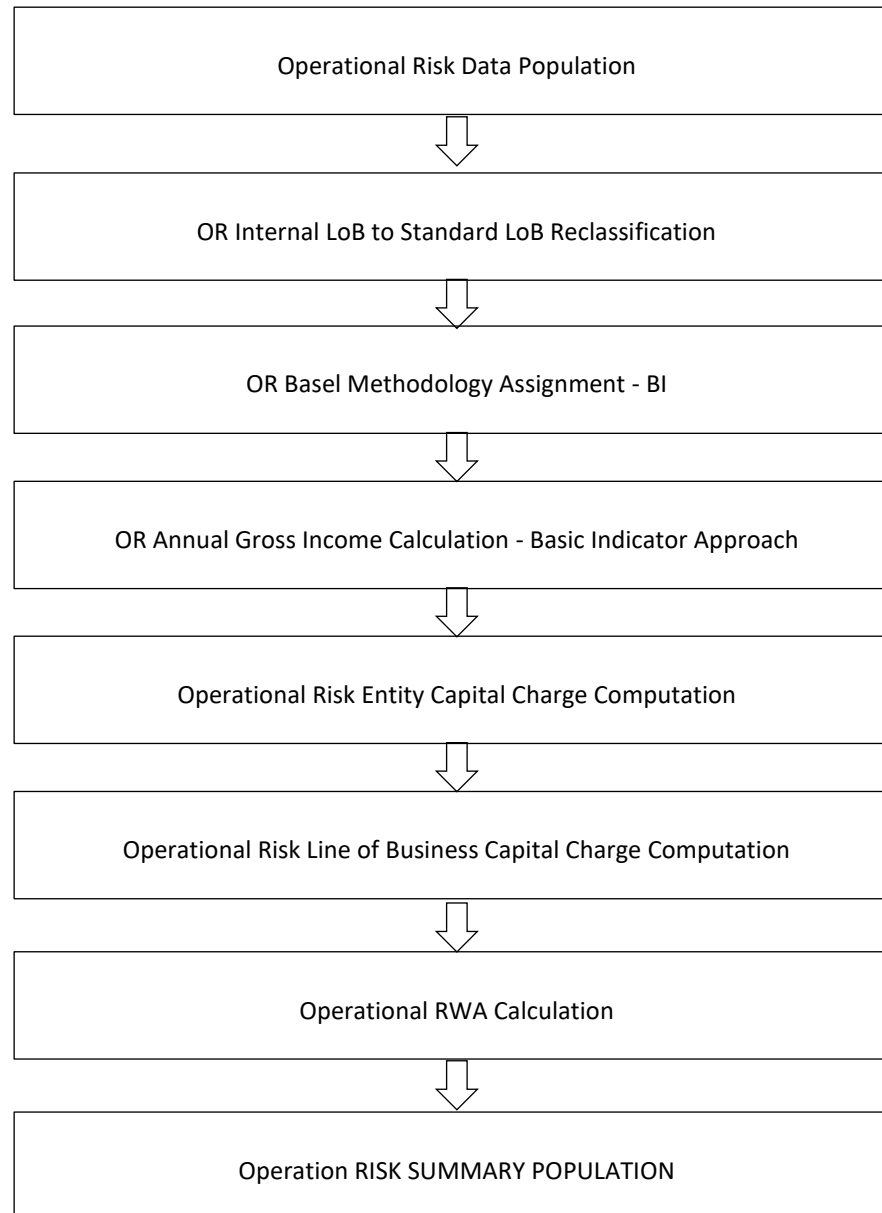 Operational Risk Data Population
OR Internal LoB to Standard LoB Reclassification
OR Basel Methodology Assignment - BI
OR Annual Gross Income Calculation - Basic Indicator Approach
Operational Risk Entity Capital Charge Computation
Operational Risk Line of Business Capital Charge Computation
Operational RWA Calculation
Operation RISK SUMMARY POPULATION